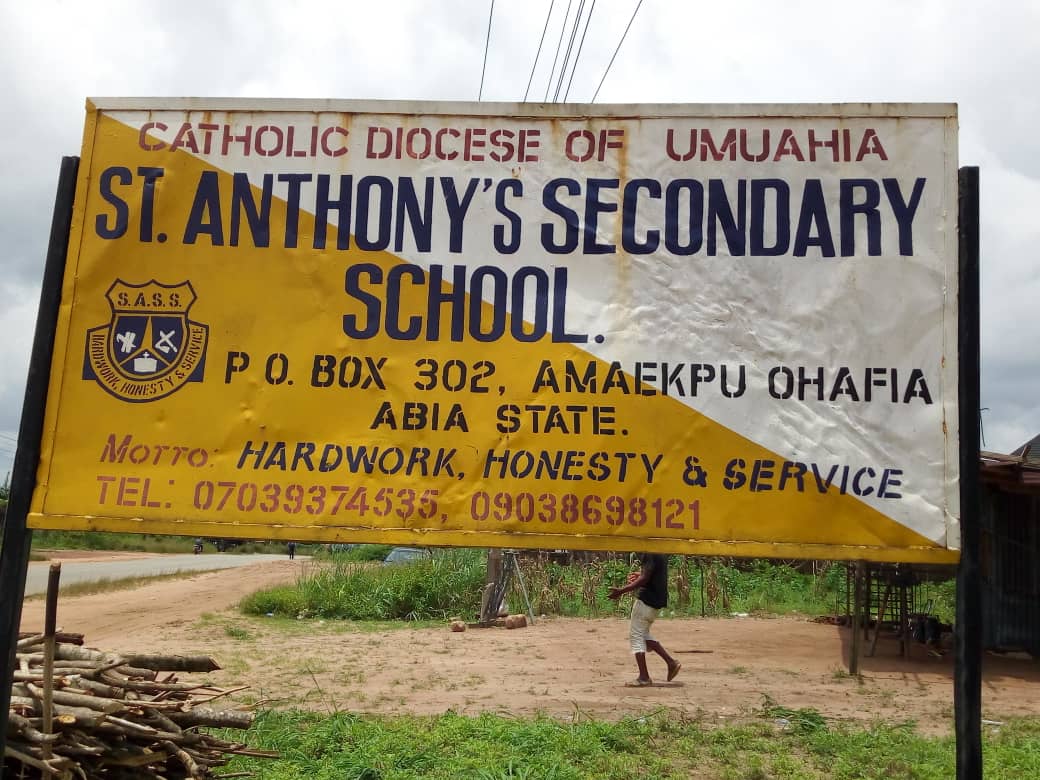 CATHOLIC DIOCESE OF UMUAHIA
ST. ANTHONY'S SECONDARY
SCHOOL.
S.A.S.S.
HARDWORK, HONESTY & SERVICE
P O. BOX 302, AMAEKPU OHAFIA
ABIA STATE.
MOTTO: HARDWORK, HONESTY & SERVICE
TEL: 07039374535, 09038698121